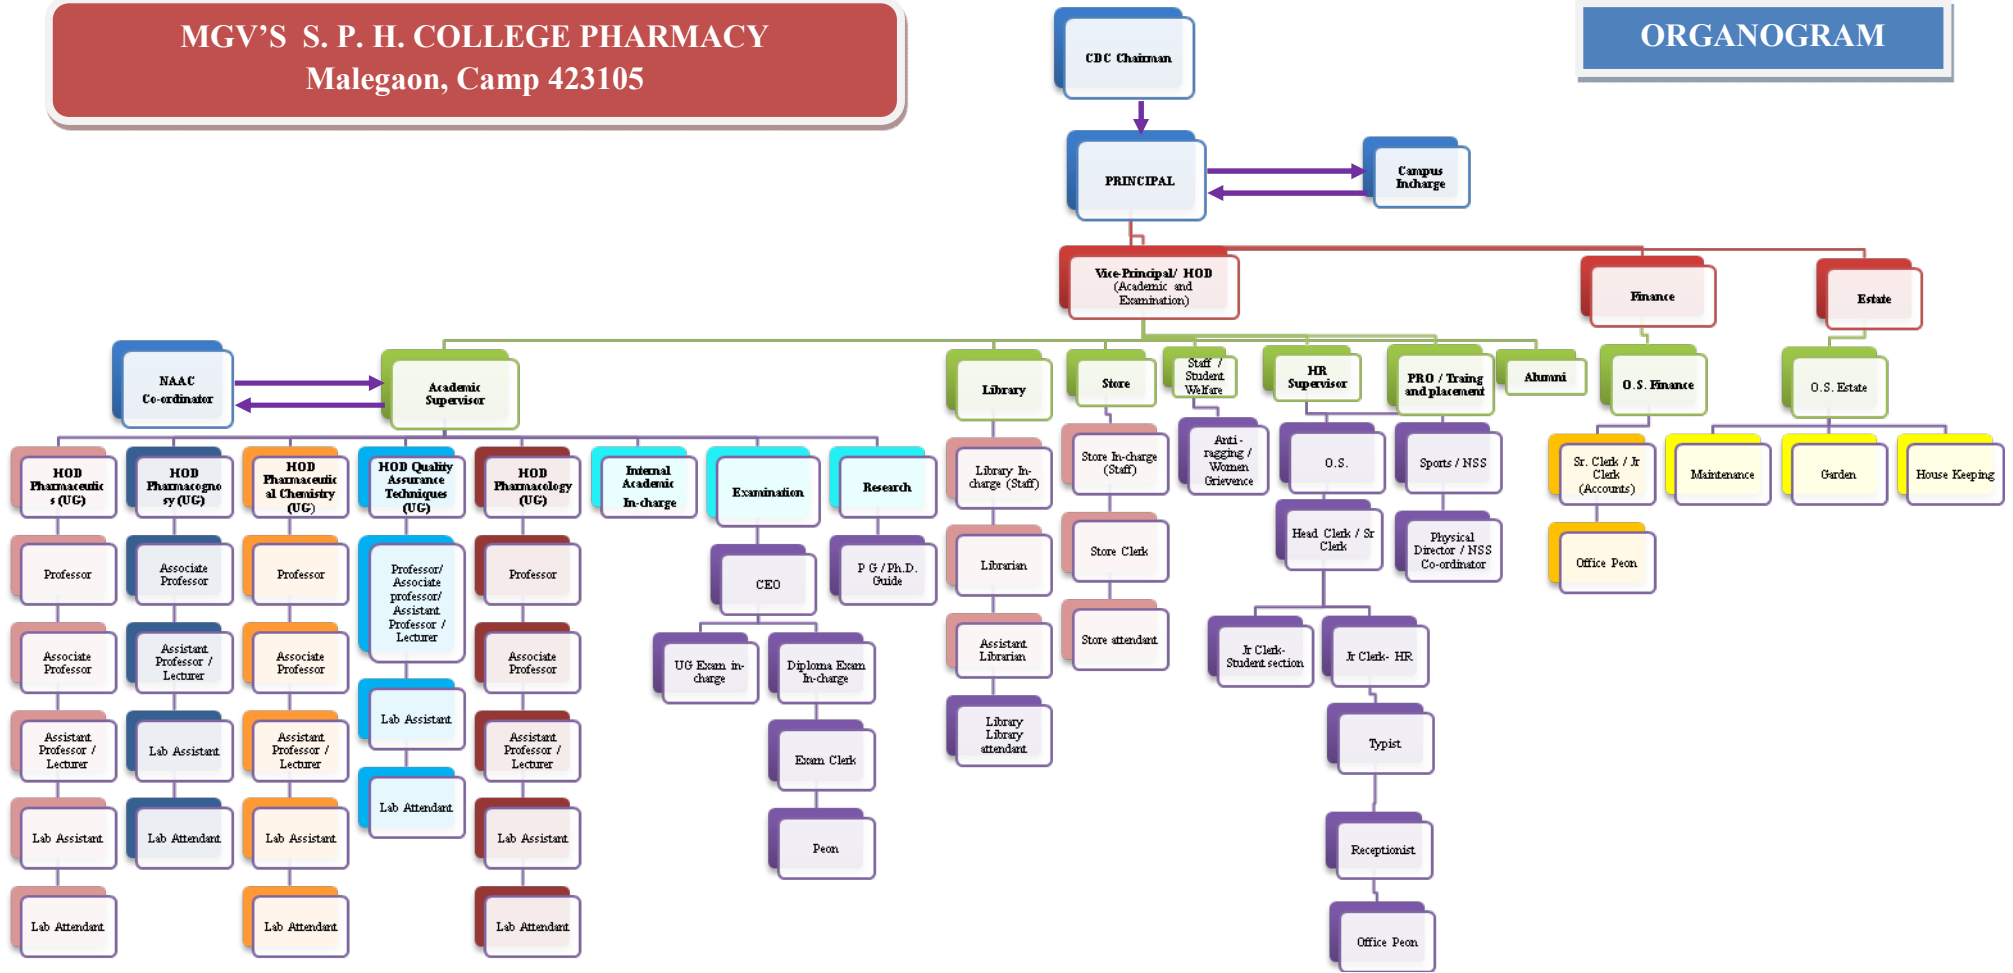 MGV'S S. P. H. COLLEGE PHARMACY
Malegaon, Camp 423105
ORGANOGRAM
CDC Chairman
PRINCIPAL
Campus
Incharge
Vice-Principal/ HOD
(Academic and
Examination)
Finance
Estate
NAAC
Co-ordinator
Academic
Supervisor
Library
Store
Staff /
Student
Welfare
HR
Supervisor
PRO / Traing
and placement
Alumni
O.S. Finance
O.S. Estate
HOD
Pharmaceutic
s (UG)
HOD
Pharmacogno
sy (UG)
HOD
Pharmaceutic
al Chemistry
(UG)
HOD Quality
Assurance
Techniques
(UG)
HOD
Pharmacology
(UG)
Internal
Academic
In-charge
Examination
Research
Library In-
charge (Staff)
Store In-charge
(Staff)
Anti-
ragging /
Women
Grievence
O.S.
Sports / NSS
Sr. Clerk / Jr
Clerk
(Accounts)
Maintenance
Garden
House Keeping
Professor
Associate
Professor
Professor
Professor/
Associate
professor/
Assistant
Professor /
Lecturer
Professor
CEO
P G / Ph.D.
Guide
Librarian
Store Clerk
Head Clerk / Sr
Clerk
Physical
Director / NSS
Co-ordinator
Office Peon
Associate
Professor
Assistant
Professor /
Lecturer
Associate
Professor
Lab Assistant
Associate
Professor
UG Exam in-
charge
Diploma Exam
In-charge
Assistant
Librarian
Store attendant
Jr Clerk-
Student section
Jr Clerk- HR
Assistant
Professor /
Lecturer
Lab Assistant
Assistant
Professor /
Lecturer
Lab Attendant
Assistant
Professor /
Lecturer
Exam Clerk
Library
Library
attendant
Typist
Lab Assistant
Lab Attendant
Lab Assistant
Lab Assistant
Peon
Receptionist
Lab Attendant
Lab Attendant
Lab Attendant
Office Peon